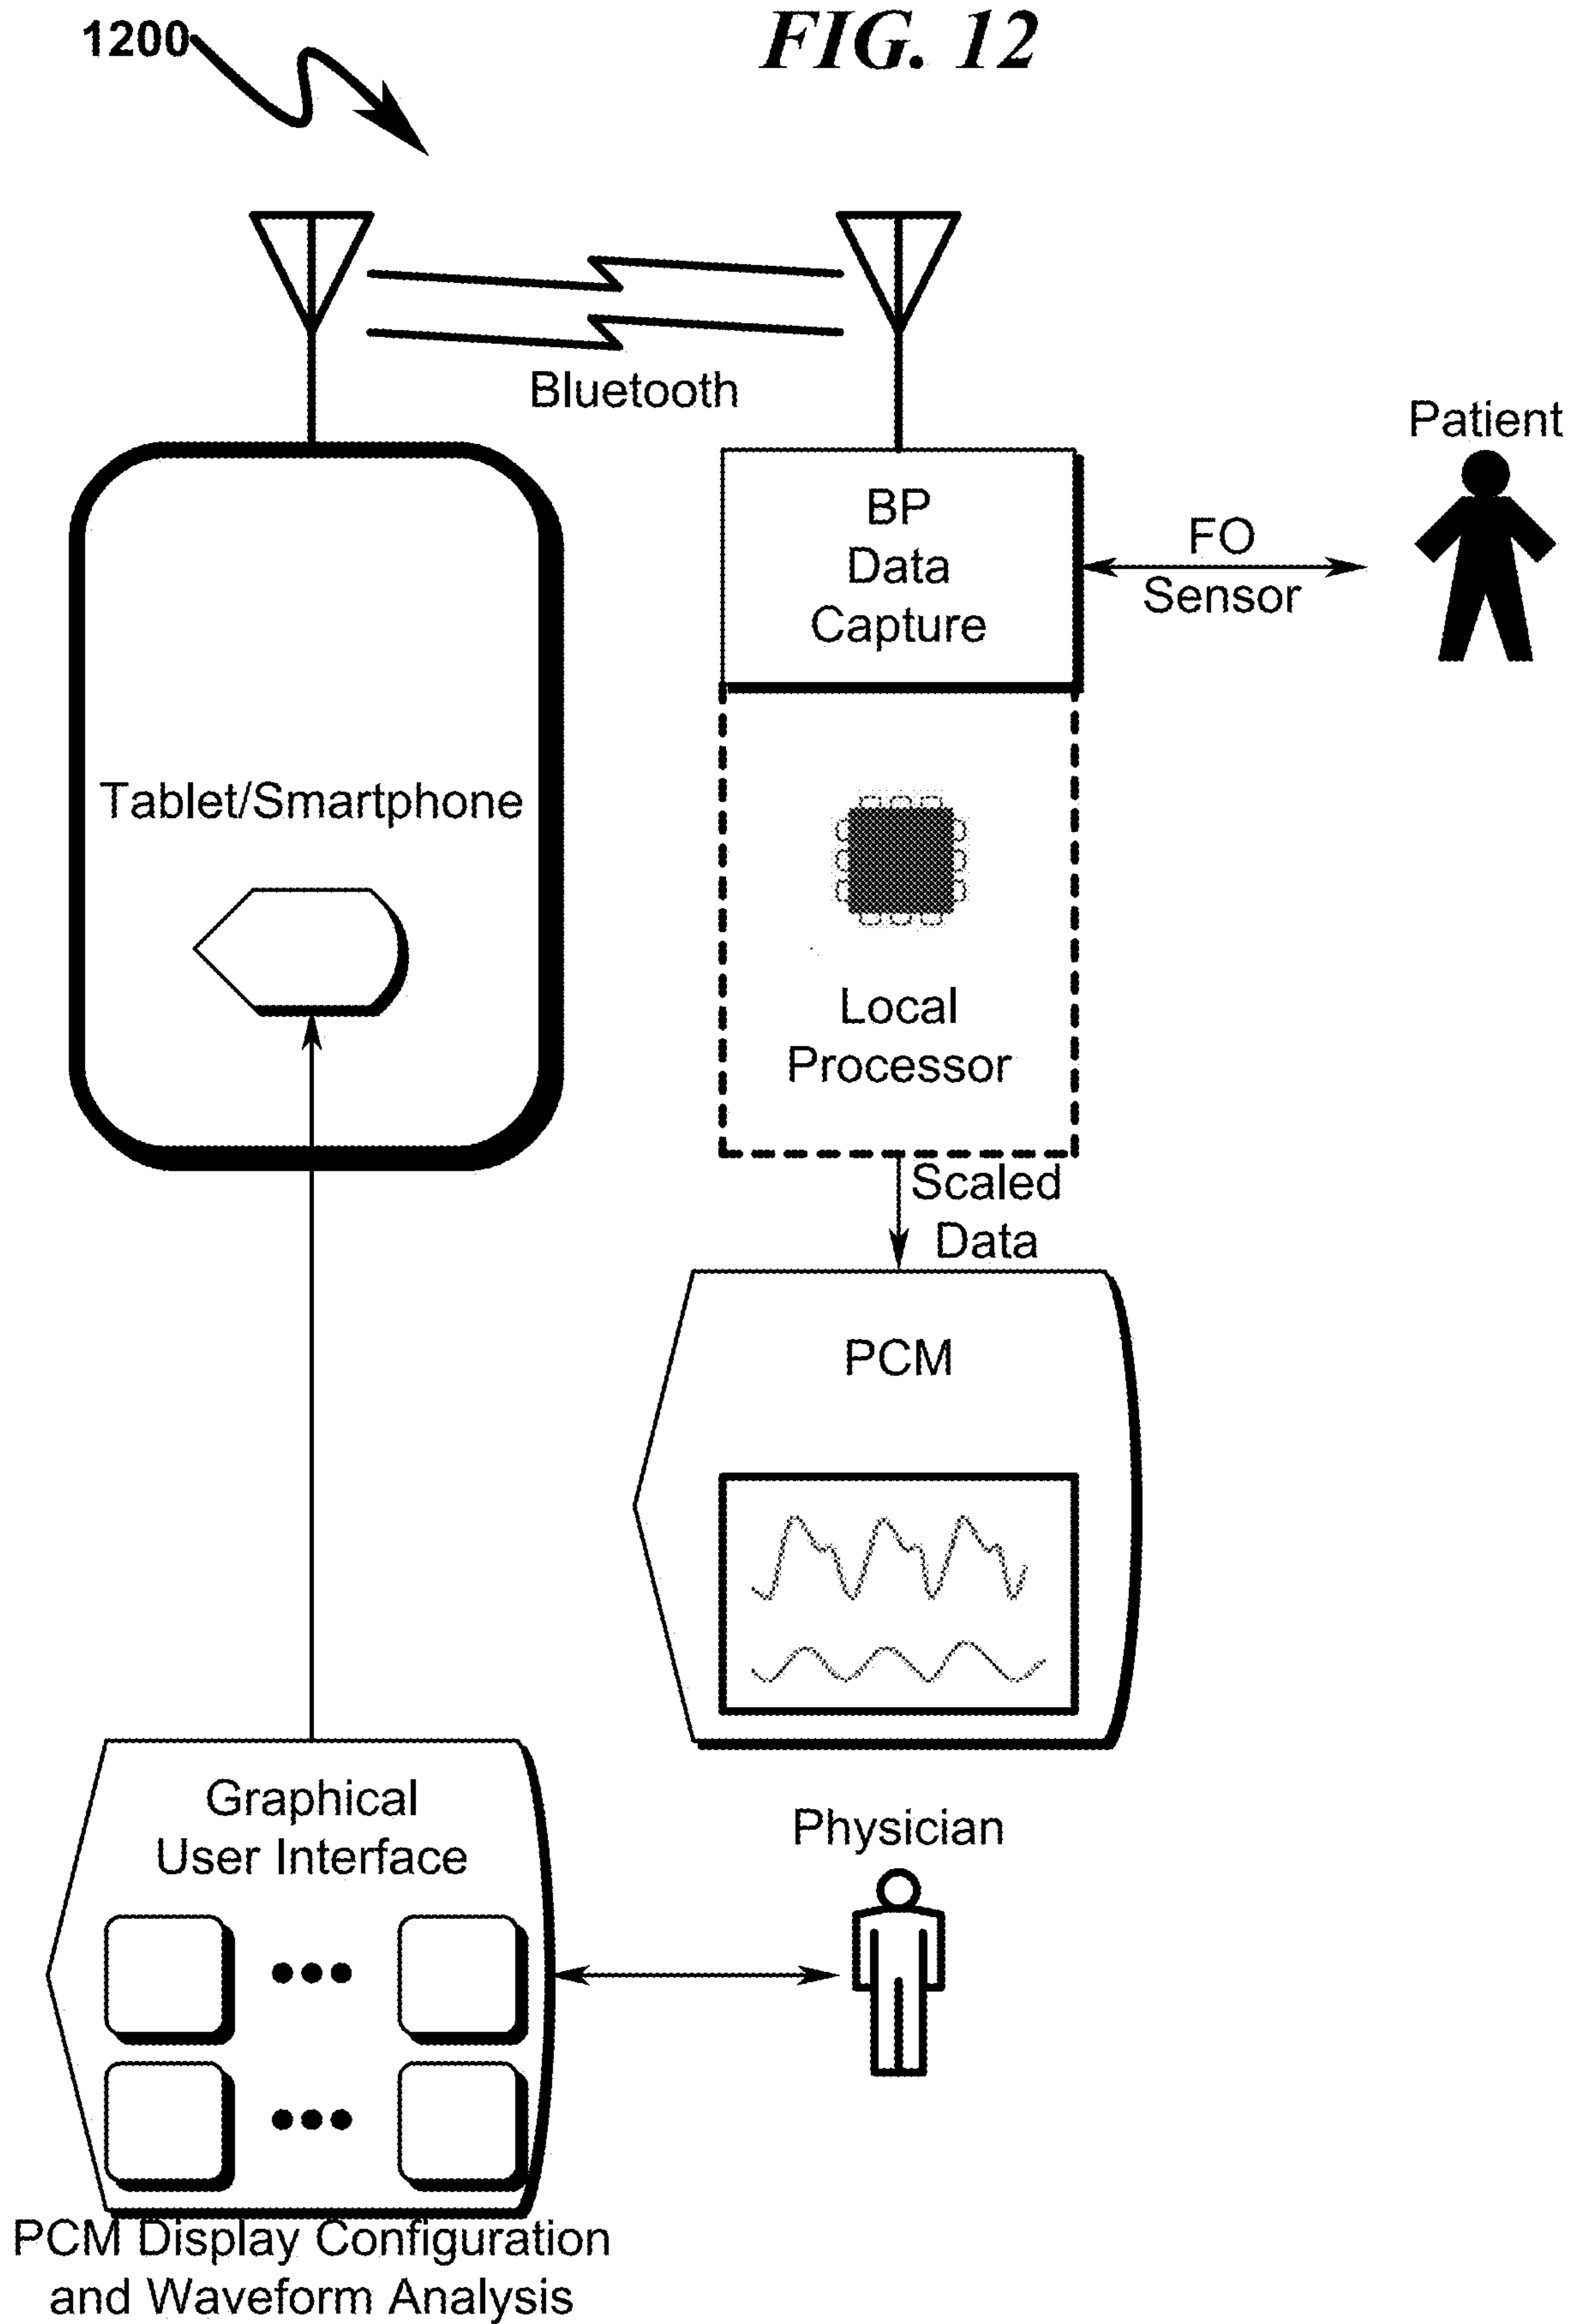 1200
FIG. 12
Bluetooth
Patient
BP
Data
Capture
FO
Sensor
Tablet/Smartphone
Local
Processor
Scaled
Data
PCM
Graphical
User Interface
Physician
PCM Display Configuration
and Waveform Analysis